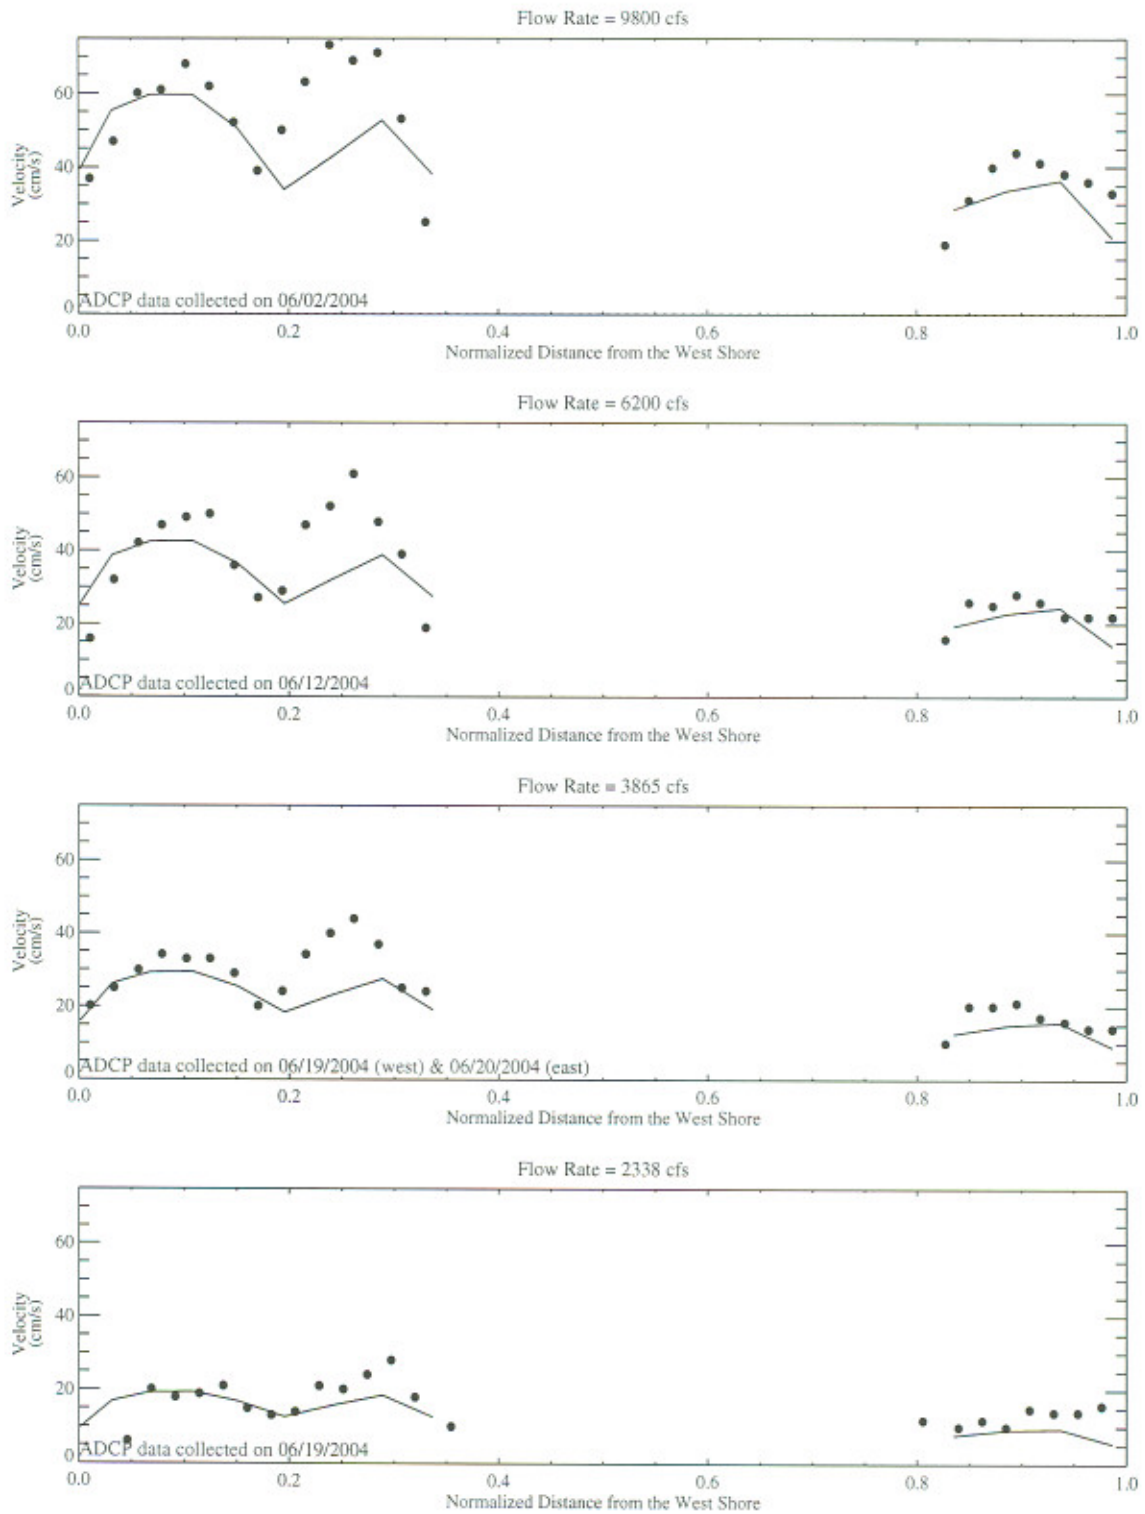 Flow Rate = 9800 cfs
60
40
20
0
Velocity
(cm/s)
ADCP data collected on 06/02/2004
0.0 0.2 0.4 0.6 0.8 1.0
Normalized Distance from the West Shore
Flow Rate = 6200 cfs
60
40
20
0
Velocity
(cm/s)
ADCP data collected on 06/12/2004
0.0 0.2 0.4 0.6 0.8 1.0
Normalized Distance from the West Shore
Flow Rate = 3865 cfs
60
40
20
0
Velocity
(cm/s)
ADCP data collected on 06/19/2004 (west) & 06/20/2004 (east)
0.0 0.2 0.4 0.6 0.8 1.0
Normalized Distance from the West Shore
Flow Rate = 2338 cfs
60
40
20
0
Velocity
(cm/s)
ADCP data collected on 06/19/2004
0.0 0.2 0.4 0.6 0.8 1.0
Normalized Distance from the West Shore